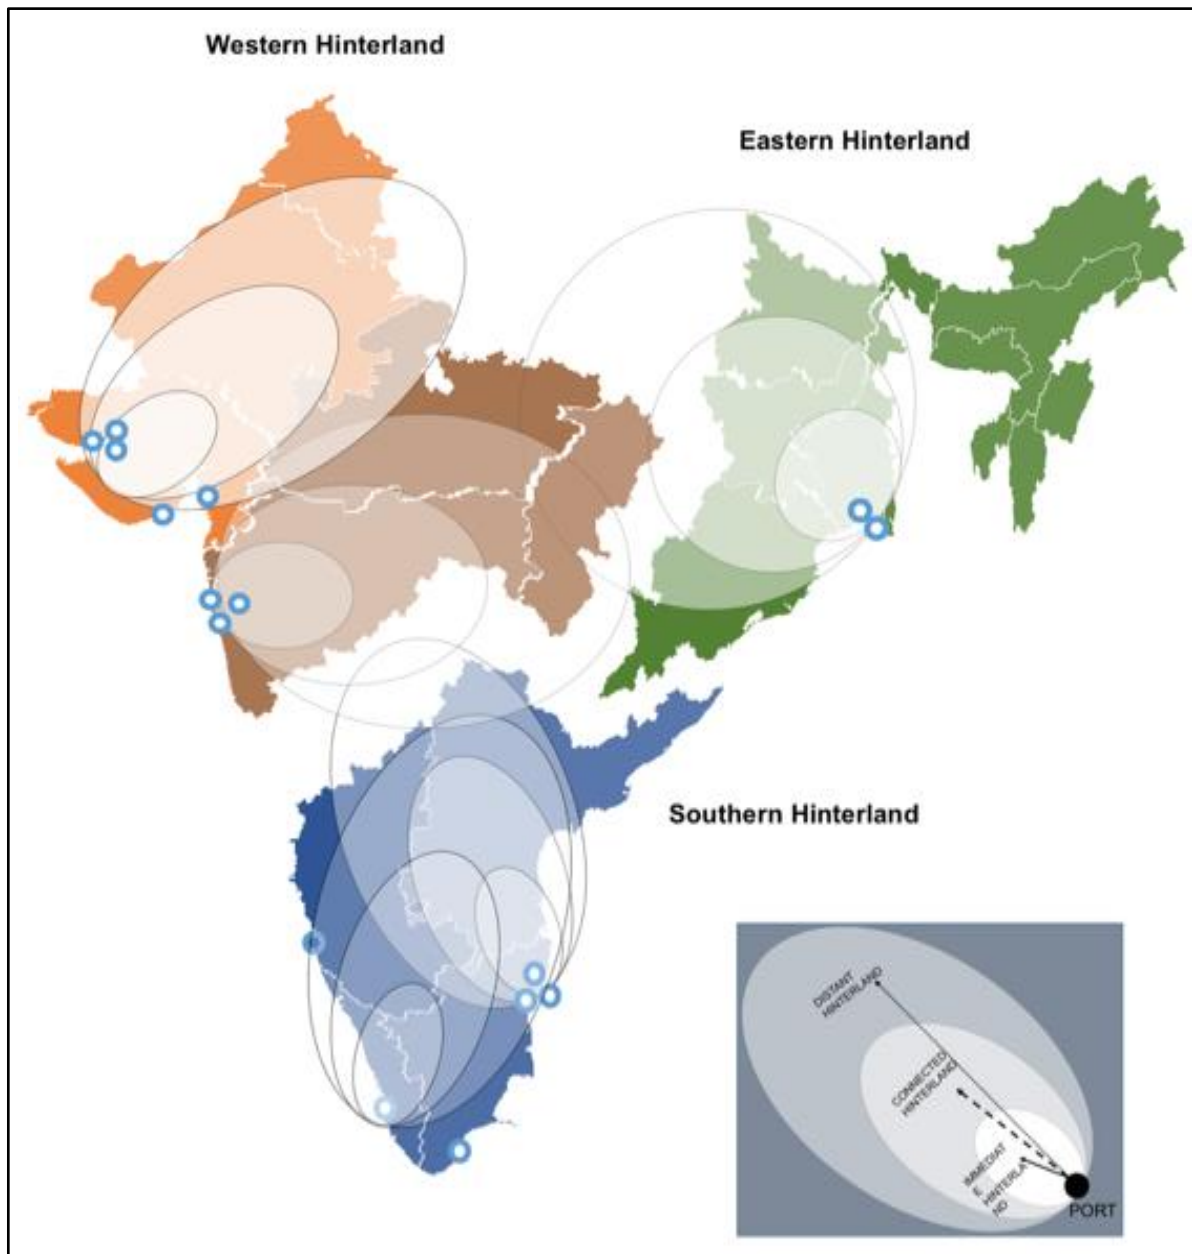 Western Hinterland
Eastern Hinterland
Southern Hinterland
DISTANT
HINTERLAND
CONNECTED
HINTERLAND
IMMEDIAT
E
HINTERLA
ND
PORT